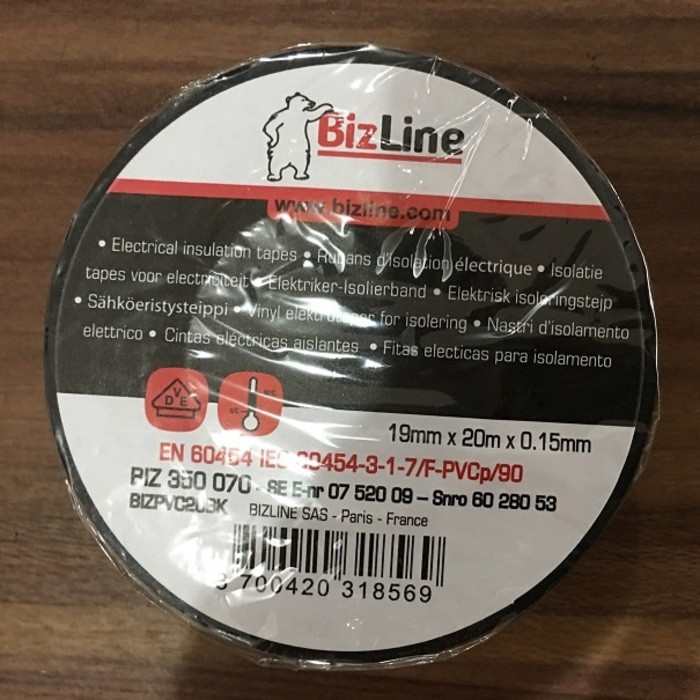 BizLine
www.bizline.com
• Electrical insulation tapes • Rubans d'isolation électrique • Isolatie
tapes voor electriciteit • Elektriker-Isolierband • Elektrisk isoleringstejp
• Sähköeristysteippi • Vinyl for isolering • Nastri d'isolamento
elettrico • Cintas eléctricas aislantes • Fitas electicas para isolamento
VDE
19mm x 20m x 0.15mm
EN 60454 IEC 60454-3-1-7/F-PVCp/90
PIZ 350 070 - SE E-nr 07 520 09 – Snro 60 280 53
BIZPVC20BK BIZLINE SAS - Paris - France
3 700420 318569